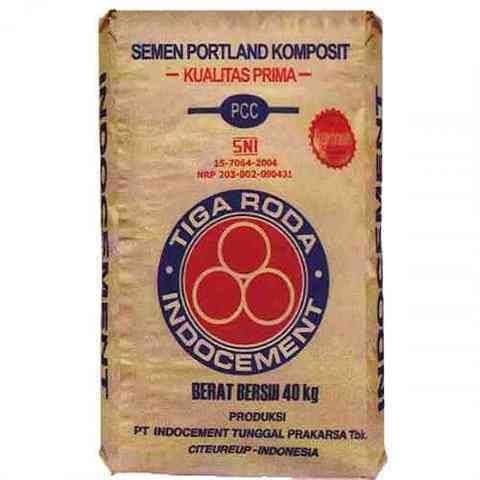 SEMEN PORTLAND KOMPOSIT
— KUALITAS PRIMA —
PCC
SNI
15-7064-2004
NRP 203-002-090431
TIGA RODA
INDOCEMENT
INDOCEMENT
INDOCEMENT
BERAT BERSIH 40 kg
PRODUKSI
PT INDOCEMENT TUNGGAL PRAKARSA Tbk.
CITEUREUP - INDONESIA